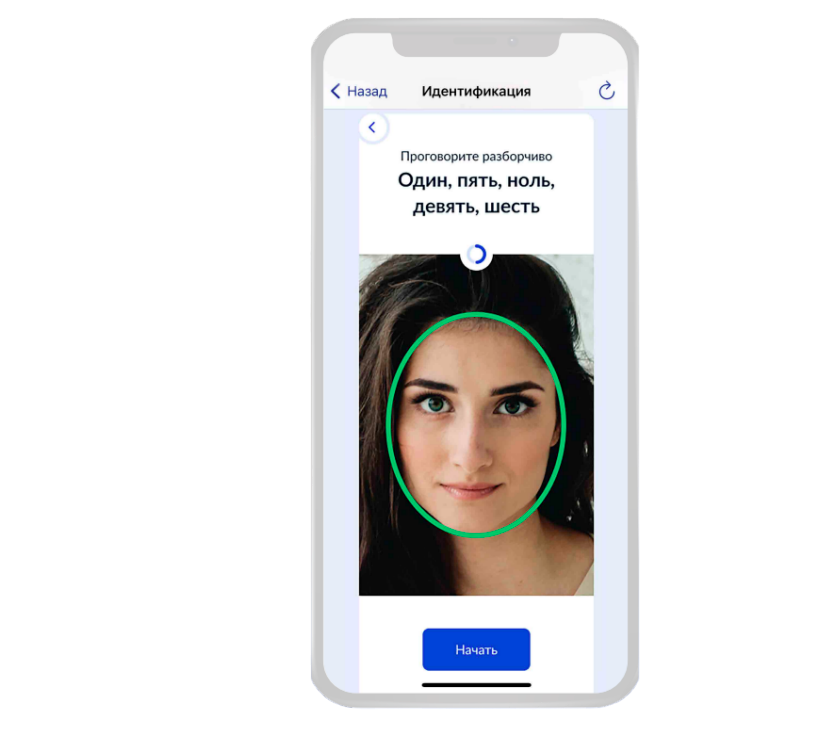 Назад
Идентификация
Проговорите разборчиво
Один, пять, ноль,
девять, шесть
Начать